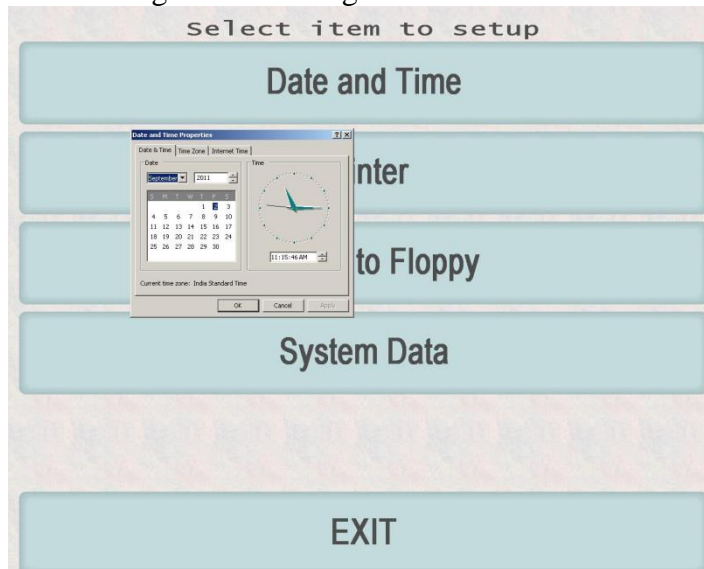 Select item to setup
Date and Time
Date and Time Properties
Date & Time Time Zone Internet Time
Date
Time
September 2011
S M T W T F S
1 2 3
4 5 6 7 8 9 10
11 12 13 14 15 16 17
18 19 20 21 22 23 24
25 26 27 28 29 30
11:15:46 AM
Current time zone: India Standard Time
OK Cancel Apply
inter
to Floppy
System Data
EXIT